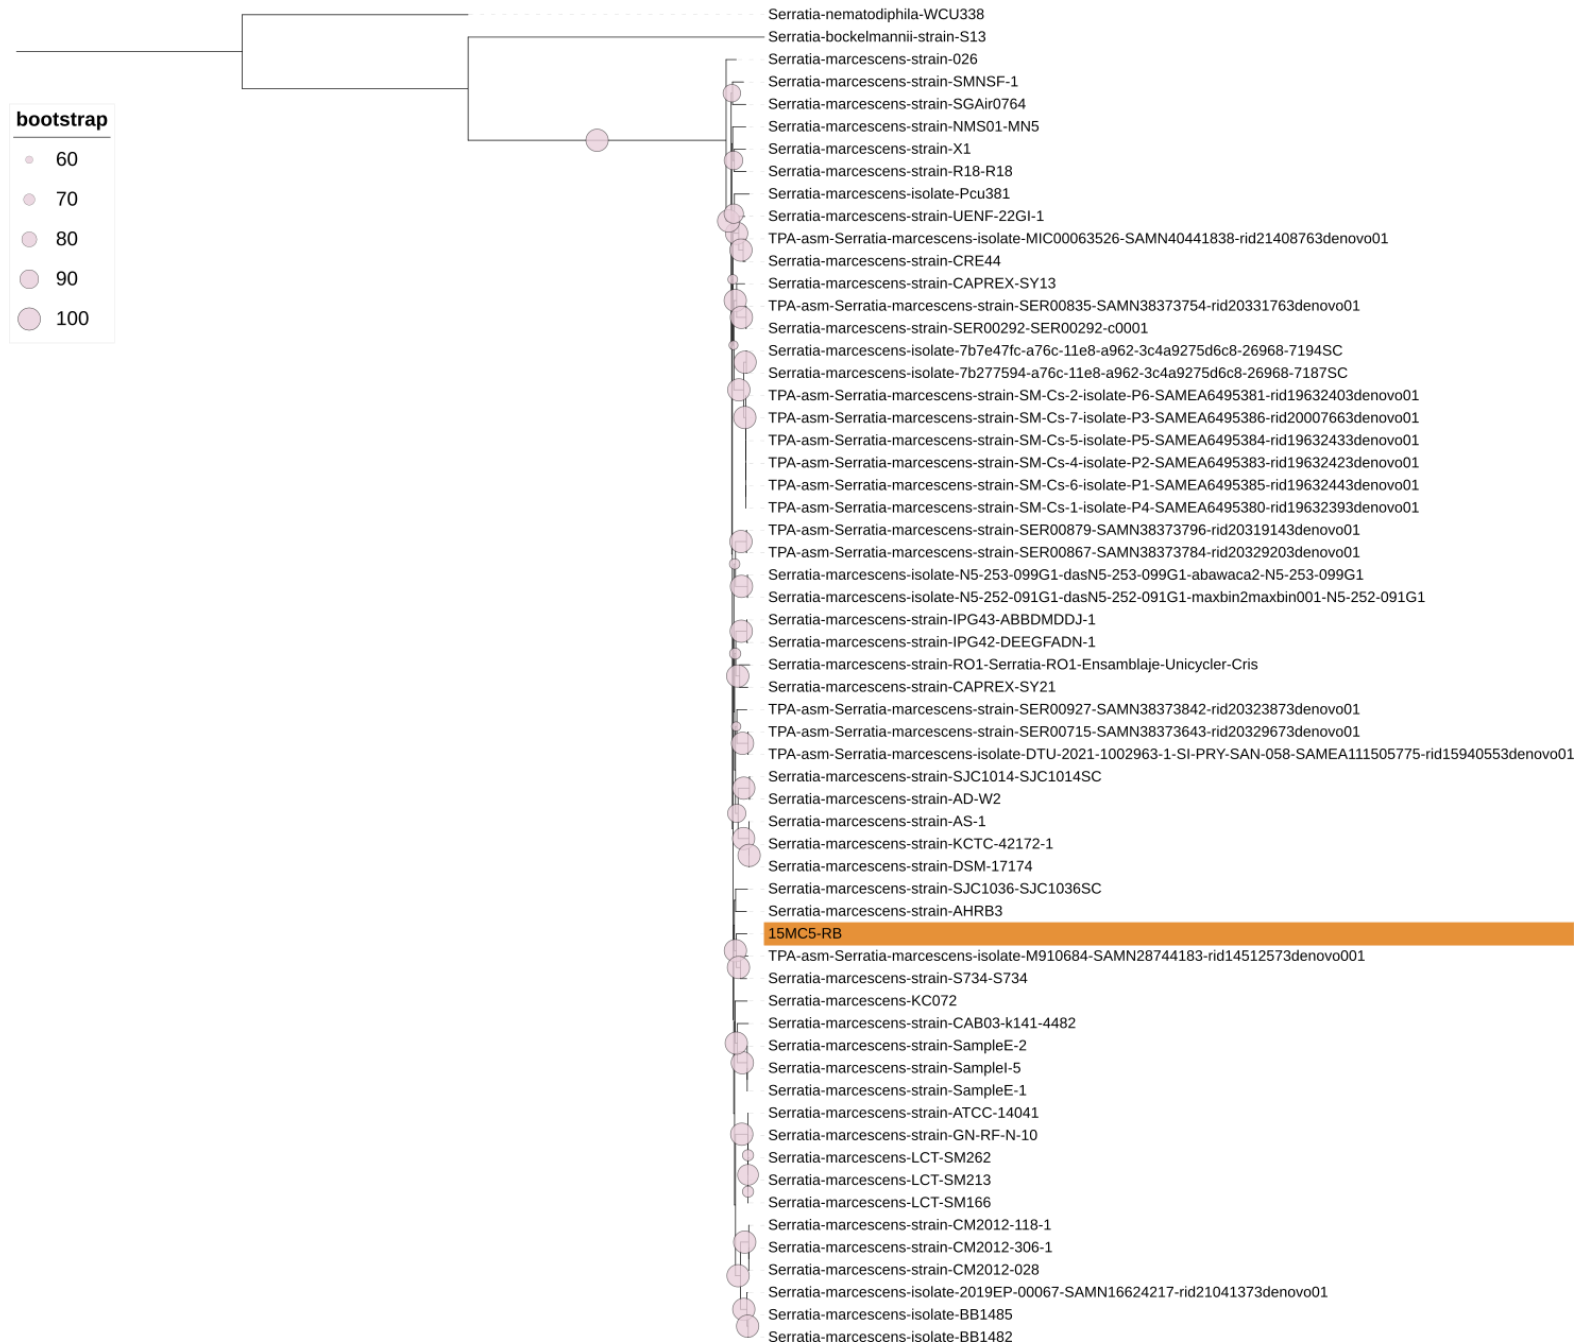 bootstrap
60
70
80
90
100
Serratia-nematodiphila-WCU338
Serratia-bockelmannii-strain-S13
Serratia-marcescens-strain-026
Serratia-marcescens-strain-SMNSF-1
Serratia-marcescens-strain-SGAir0764
Serratia-marcescens-strain-NMS01-MN5
Serratia-marcescens-strain-X1
Serratia-marcescens-strain-R18-R18
Serratia-marcescens-isolate-Pcu381
Serratia-marcescens-strain-UENF-22GI-1
TPA-asm-Serratia-marcescens-isolate-MIC00063526-SAMN40441838-rid21408763denovo01
Serratia-marcescens-strain-CRE44
Serratia-marcescens-strain-CAPREX-SY13
TPA-asm-Serratia-marcescens-strain-SER00835-SAMN38373754-rid20331763denovo01
Serratia-marcescens-strain-SER00292-SER00292-c0001
Serratia-marcescens-isolate-7b7e47fc-a76c-11e8-a962-3c4a9275d6c8-26968-7194SC
Serratia-marcescens-isolate-7b277594-a76c-11e8-a962-3c4a9275d6c8-26968-7187SC
TPA-asm-Serratia-marcescens-strain-SM-Cs-2-isolate-P6-SAMEA6495381-rid19632403denovo01
TPA-asm-Serratia-marcescens-strain-SM-Cs-7-isolate-P3-SAMEA6495386-rid20007663denovo01
TPA-asm-Serratia-marcescens-strain-SM-Cs-5-isolate-P5-SAMEA6495384-rid19632433denovo01
TPA-asm-Serratia-marcescens-strain-SM-Cs-4-isolate-P2-SAMEA6495383-rid19632423denovo01
TPA-asm-Serratia-marcescens-strain-SM-Cs-6-isolate-P1-SAMEA6495385-rid19632443denovo01
TPA-asm-Serratia-marcescens-strain-SM-Cs-1-isolate-P4-SAMEA6495380-rid19632393denovo01
TPA-asm-Serratia-marcescens-strain-SER00879-SAMN38373796-rid20319143denovo01
TPA-asm-Serratia-marcescens-strain-SER00867-SAMN38373784-rid20329203denovo01
Serratia-marcescens-isolate-N5-253-099G1-dasN5-253-099G1-abawaca2-N5-253-099G1
Serratia-marcescens-isolate-N5-252-091G1-dasN5-252-091G1-maxbin2maxbin001-N5-252-091G1
Serratia-marcescens-strain-IPG43-ABBDMDDJ-1
Serratia-marcescens-strain-IPG42-DEEGFADN-1
Serratia-marcescens-strain-RO1-Serratia-RO1-Ensamblaje-Unicycler-Cris
Serratia-marcescens-strain-CAPREX-SY21
TPA-asm-Serratia-marcescens-strain-SER00927-SAMN38373842-rid20323873denovo01
TPA-asm-Serratia-marcescens-strain-SER00715-SAMN38373643-rid20329673denovo01
TPA-asm-Serratia-marcescens-isolate-DTU-2021-1002963-1-SI-PRY-SAN-058-SAMEA111505775-rid15940553denovo01
Serratia-marcescens-strain-SJC1014-SJC1014SC
Serratia-marcescens-strain-AD-W2
Serratia-marcescens-strain-AS-1
Serratia-marcescens-strain-KCTC-42172-1
Serratia-marcescens-strain-DSM-17174
Serratia-marcescens-strain-SJC1036-SJC1036SC
Serratia-marcescens-strain-AHRB3
15MC5-RB
TPA-asm-Serratia-marcescens-isolate-M910684-SAMN28744183-rid14512573denovo001
Serratia-marcescens-strain-S734-S734
Serratia-marcescens-KC072
Serratia-marcescens-strain-CAB03-k141-4482
Serratia-marcescens-strain-SampleE-2
Serratia-marcescens-strain-SampleI-5
Serratia-marcescens-strain-SampleE-1
Serratia-marcescens-strain-ATCC-14041
Serratia-marcescens-strain-GN-RF-N-10
Serratia-marcescens-LCT-SM262
Serratia-marcescens-LCT-SM213
Serratia-marcescens-LCT-SM166
Serratia-marcescens-strain-CM2012-118-1
Serratia-marcescens-strain-CM2012-306-1
Serratia-marcescens-strain-CM2012-028
Serratia-marcescens-isolate-2019EP-00067-SAMN16624217-rid21041373denovo01
Serratia-marcescens-isolate-BB1485
Serratia-marcescens-isolate-BB1482